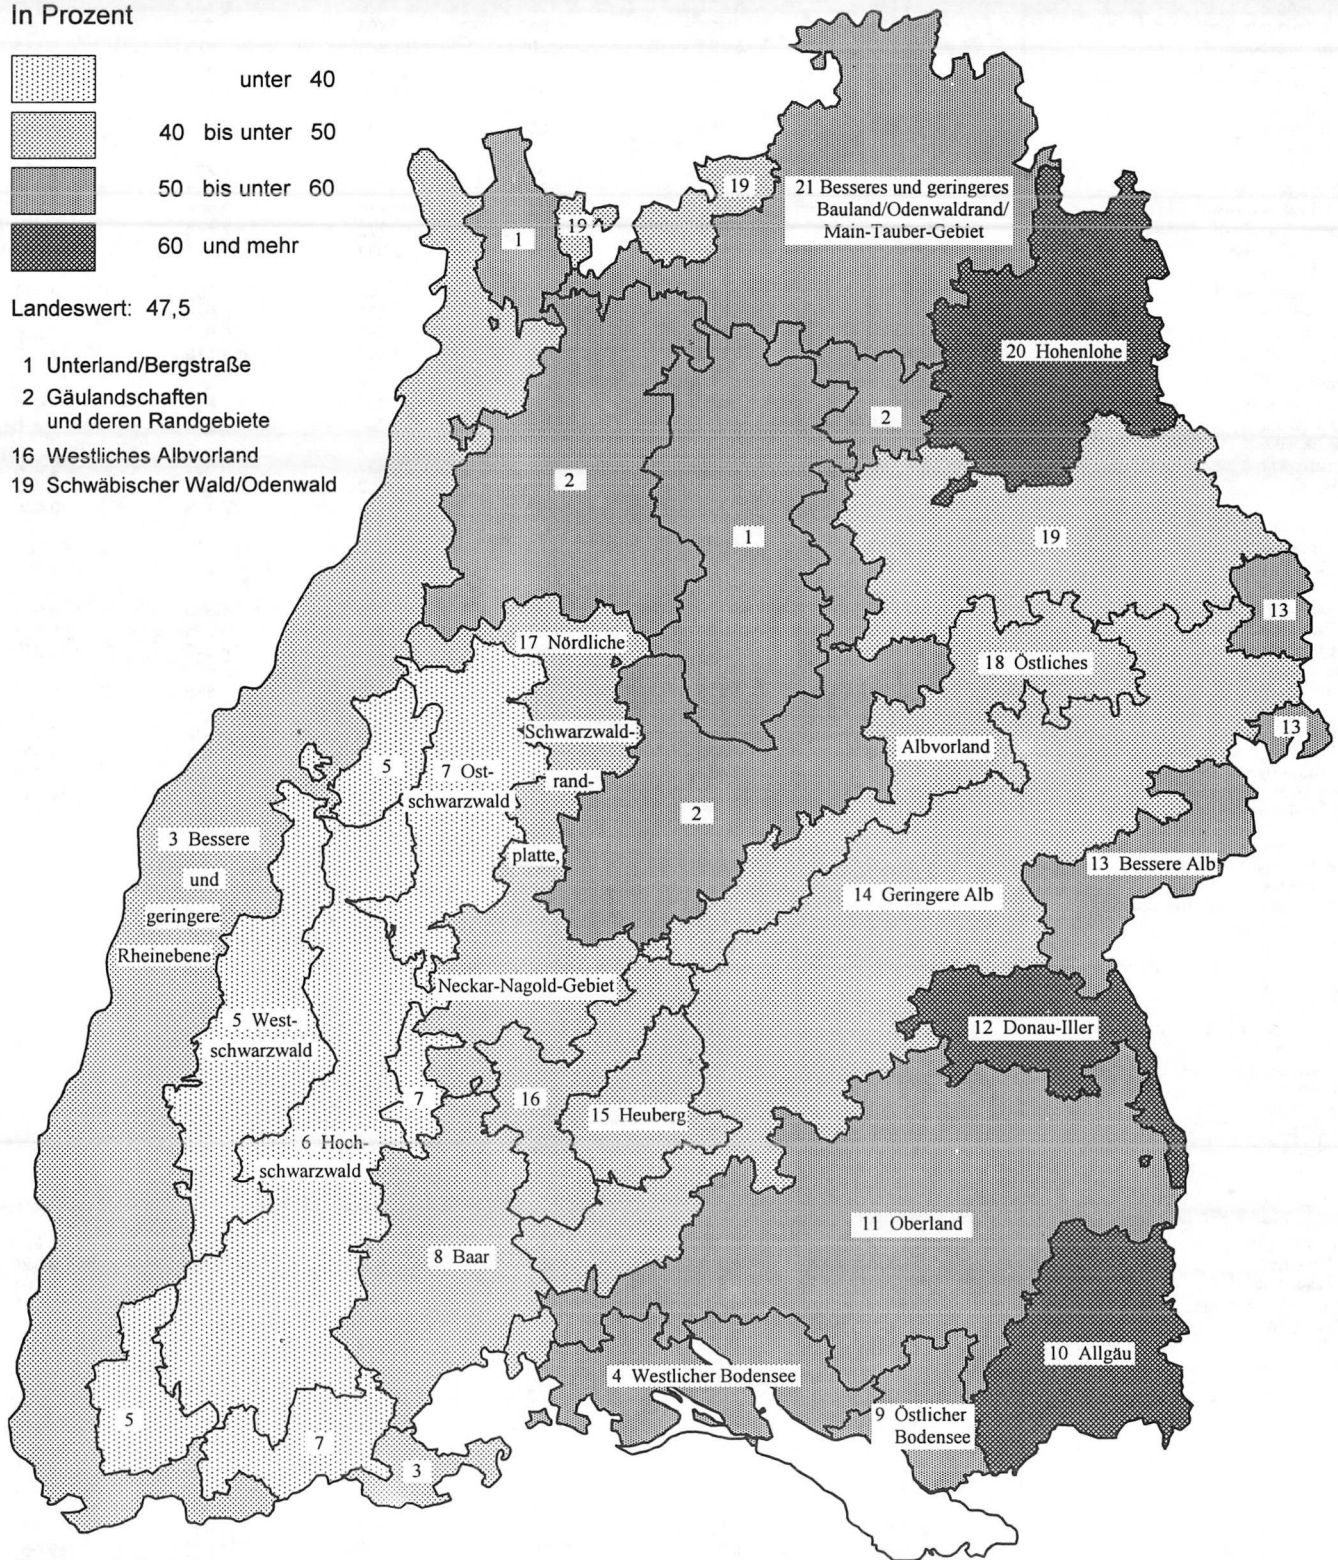 In Prozent
unter 40
40 bis unter 50
50 bis unter 60
60 und mehr
Landeswert: 47,5
1 Unterland/Bergstraße
2 Gäulandschaften
und deren Randgebiete
16 Westliches Albvorland
19 Schwäbischer Wald/Odenwald
19
21 Besseres und geringeres
Bauland/Odenwaldrand/
Main-Tauber-Gebiet
19
1
20 Hohenlohe
2
2
1
19
13
17 Nördliche
18 Östliches
13
Schwarzwald-
Albvorland
5
7 Ost-
schwarzwald
rand-
2
3 Bessere
und
geringere
Rheinebene
platte,
13 Bessere Alb
14 Geringere Alb
Neckar-Nagold-Gebiet
5 West-
schwarzwald
12 Donau-Iller
7
16
15 Heuberg
6 Hoch-
schwarzwald
11 Oberland
8 Baar
10 Allgäu
4 Westlicher Bodensee
5
9 Östlicher
Bodensee
7
3